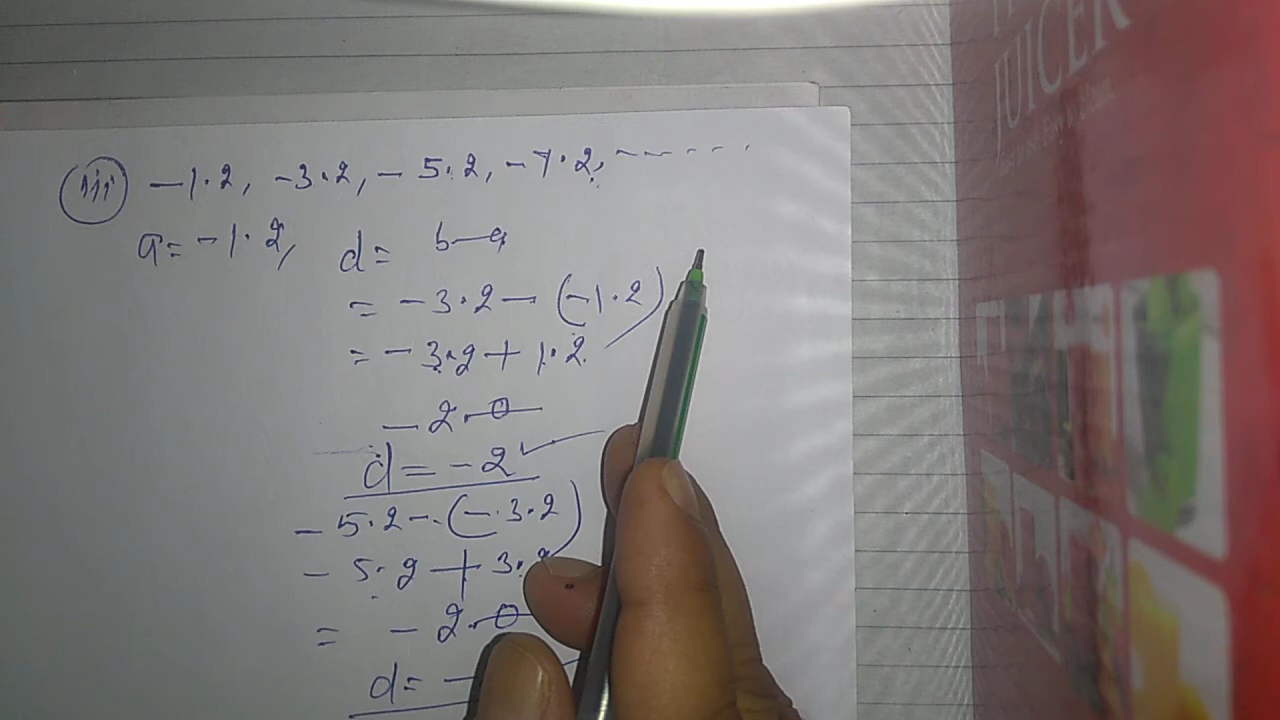 (iii) -1.2, -3.2, - 5.2, -7.2, ------
a = -1.2, d = b-a
= -3.2 - (-1.2)
= -3.2 + 1.2
-2.0
d = -2
-5.2 - (-3.2)
-5.2 + 3.2
= -2.0
d = -
JUICER